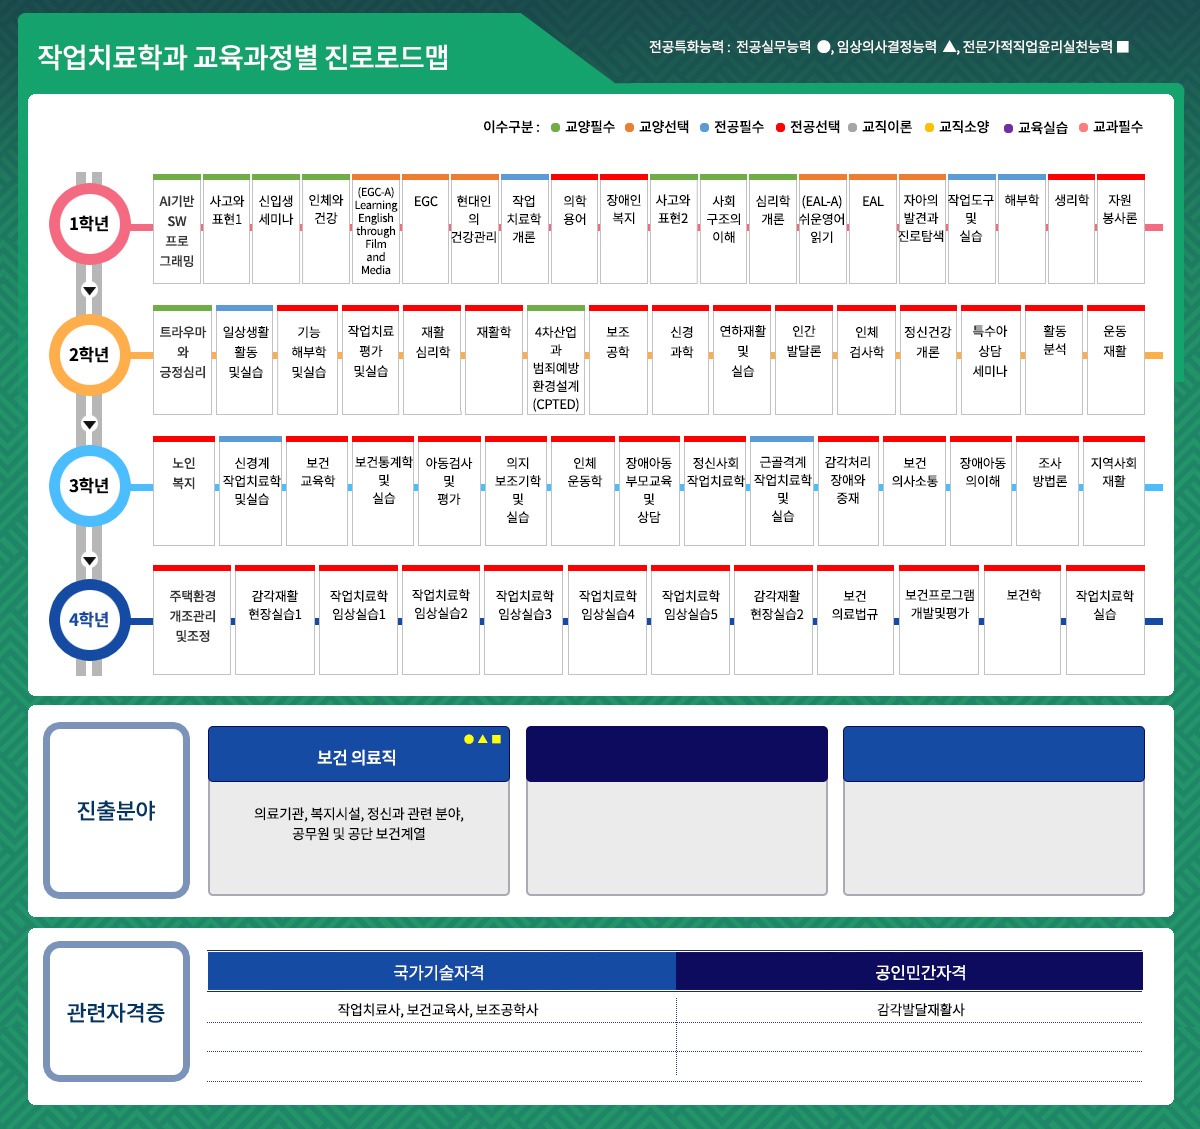 작업치료학과 교육과정별 진로로드맵
전공특화능력 : 전공실무능력 ●, 임상의사결정능력 ▲, 전문가적직업윤리실천능력 ■
이수구분 : 교양필수 교양선택 전공필수 전공선택 교직이론 교직소양 교육실습 교과필수
1학년
AI기반
SW
프로
그래밍
사고와
표현1
신입생
세미나
인체와
건강
(EGC-A)
Learning
English
through
Film
and
Media
EGC
현대인
의
건강관리
작업
치료학
개론
의학
용어
장애인
복지
사고와
표현2
사회
구조의
이해
심리학
개론
(EAL-A)
쉬운영어
읽기
EAL
자아의
발견과
진로탐색
작업도구
및
실습
해부학
생리학
자원
봉사론
2학년
트라우마
와
긍정심리
일상생활
활동
및실습
기능
해부학
및실습
작업치료
평가
및실습
재활
심리학
재활학
4차산업
과
범죄예방
환경설계
(CPTED)
보조
공학
신경
과학
연하재활
및
실습
인간
발달론
인체
검사학
정신건강
개론
특수아
상담
세미나
활동
분석
운동
재활
3학년
노인
복지
신경계
작업치료학
및실습
보건
교육학
보건통계학
및
실습
아동검사
및
평가
의지
보조기학
및
실습
인체
운동학
장애아동
부모교육
및
상담
정신사회
작업치료학
근골격계
작업치료학
및
실습
감각처리
장애와
중재
보건
의사소통
장애아동
의이해
조사
방법론
지역사회
재활
4학년
주택환경
개조관리
및조정
감각재활
현장실습1
작업치료학
임상실습1
작업치료학
임상실습2
작업치료학
임상실습3
작업치료학
임상실습4
작업치료학
임상실습5
감각재활
현장실습2
보건
의료법규
보건프로그램
개발및평가
보건학
작업치료학
실습
진출분야
●▲■
보건 의료직
의료기관, 복지시설, 정신과 관련 분야,
공무원 및 공단 보건계열
관련자격증
국가기술자격
공인민간자격
작업치료사, 보건교육사, 보조공학사
감각발달재활사